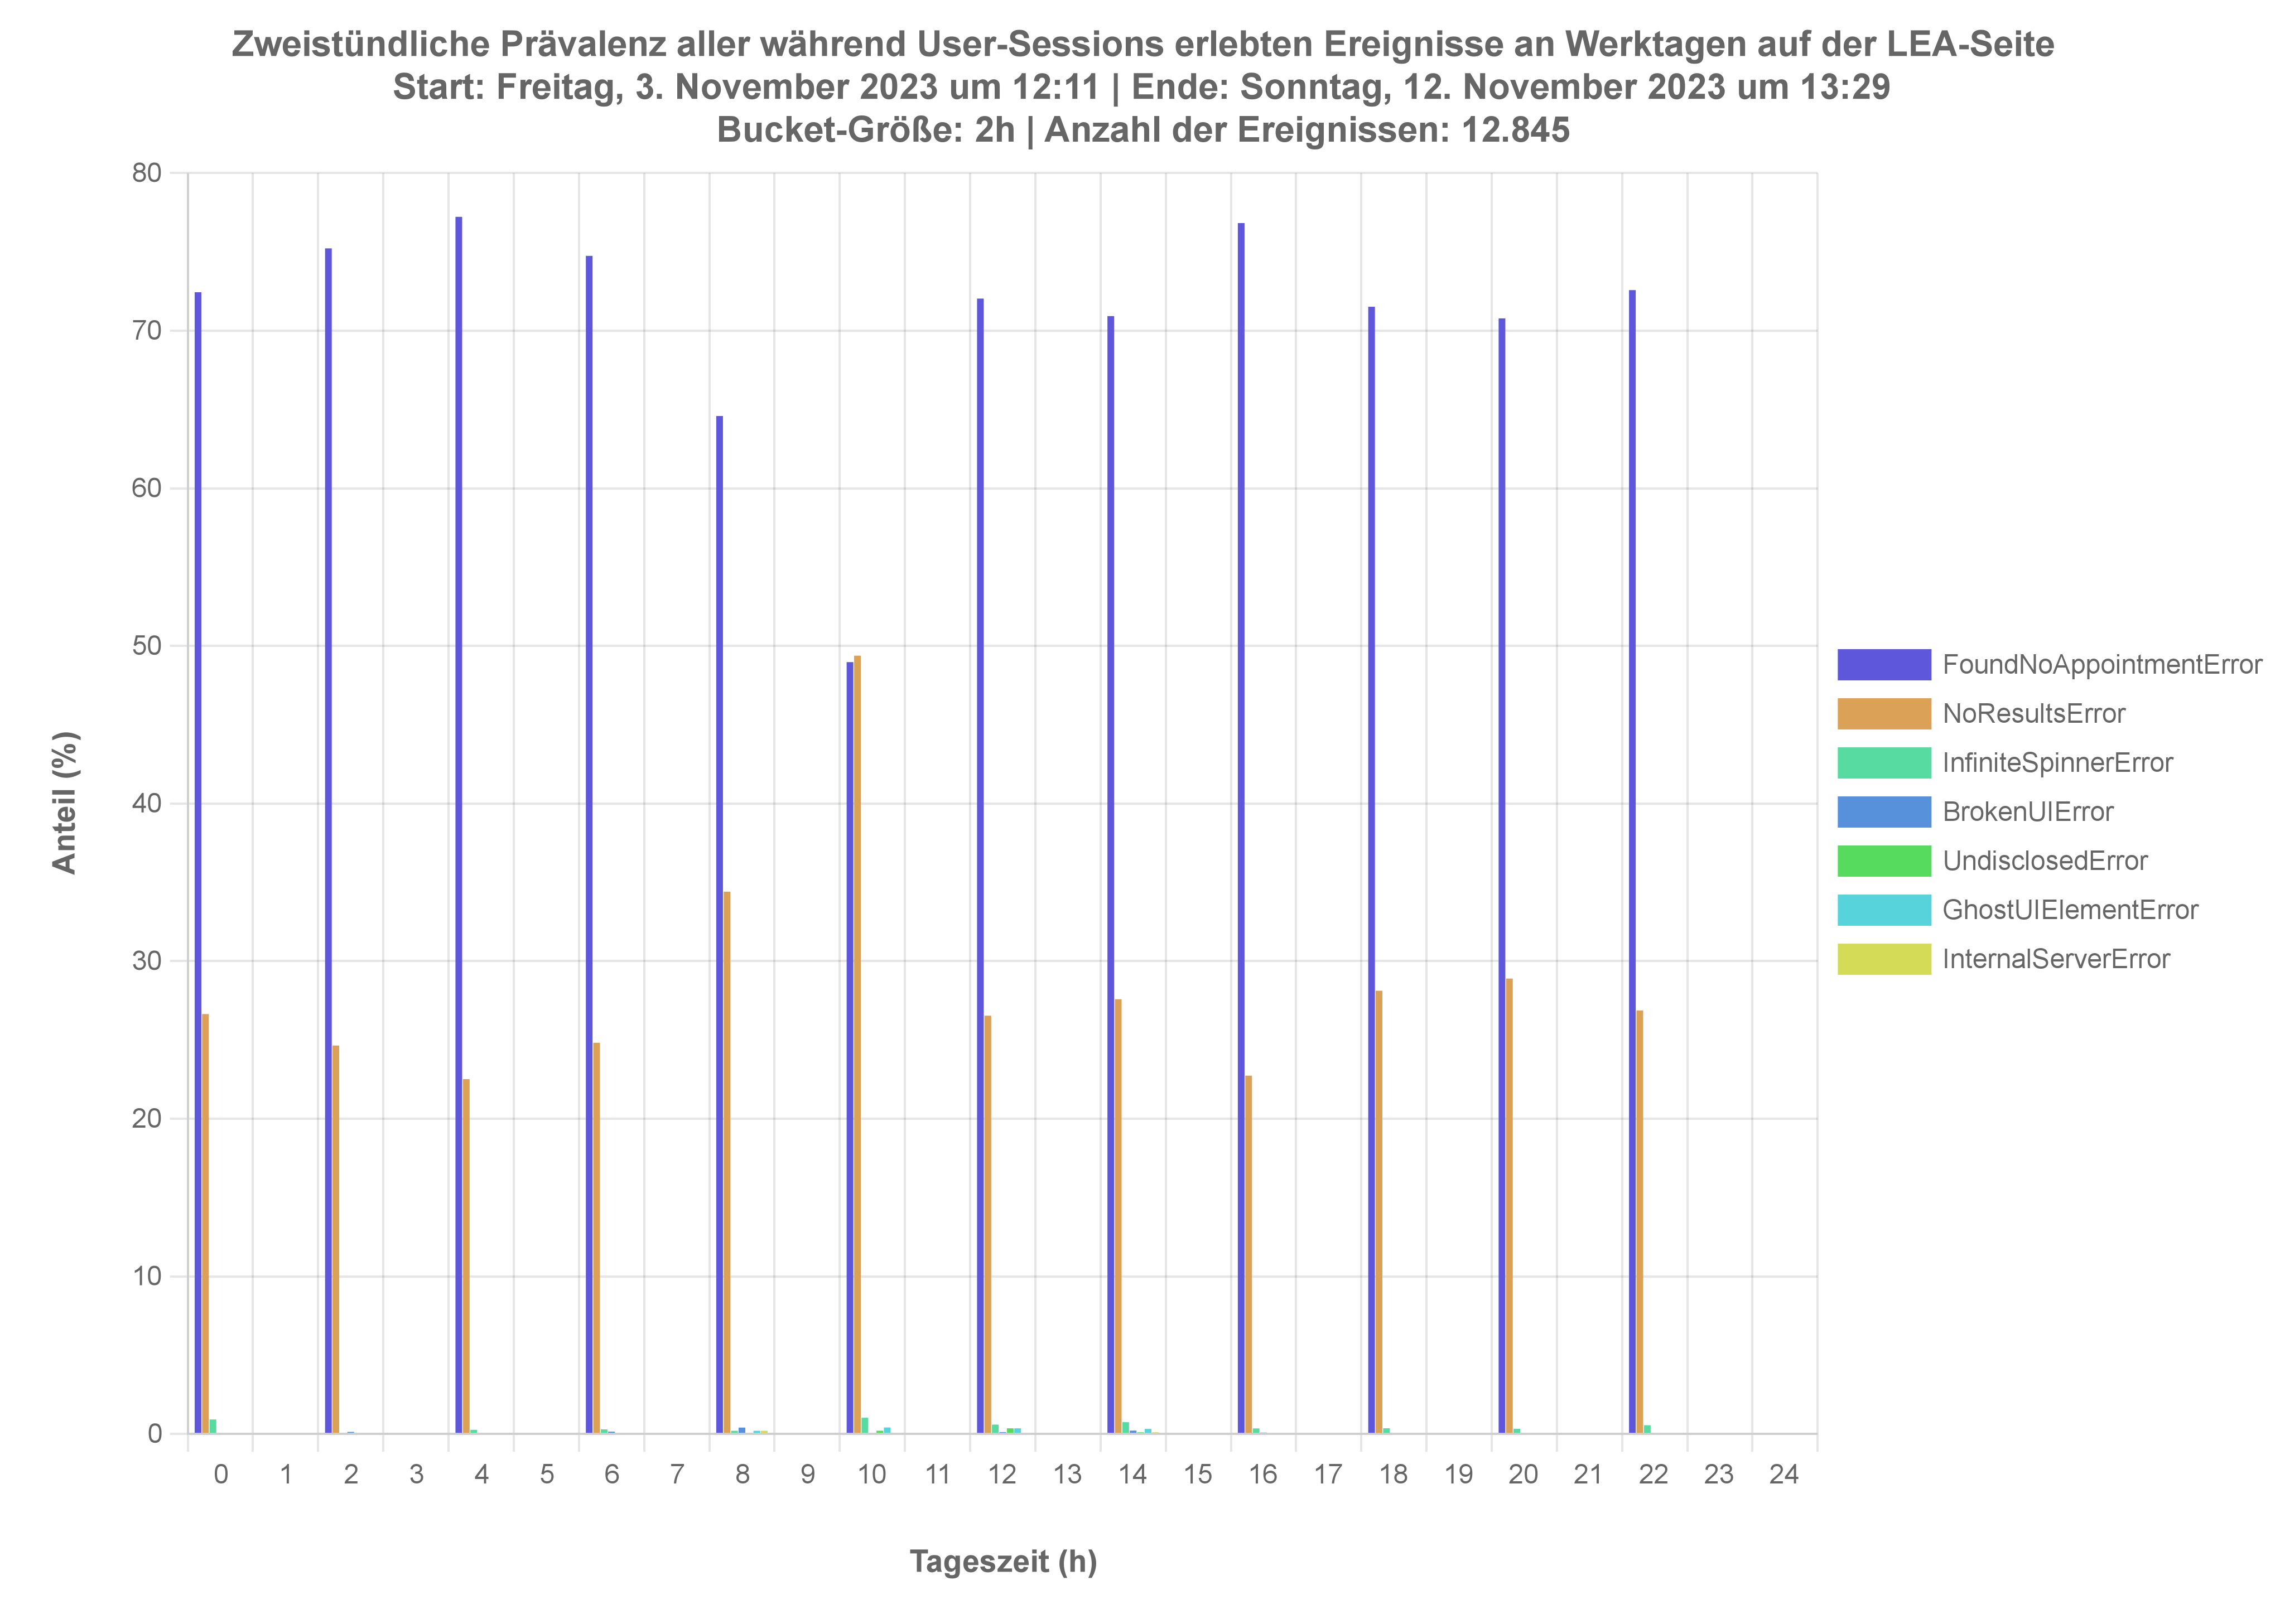 Zweistündliche Prävalenz aller während User-Sessions erlebten Ereignisse an Werktagen auf der LEA-Seite
Start: Freitag, 3. November 2023 um 12:11 | Ende: Sonntag, 12. November 2023 um 13:29
Bucket-Größe: 2h | Anzahl der Ereignissen: 12.845
80
70
60
50
40
30
20
10
0
Anteil (%)
0 1 2 3 4 5 6 7 8 9 10 11 12 13 14 15 16 17 18 19 20 21 22 23 24
Tageszeit (h)
FoundNoAppointmentError
NoResultsError
InfiniteSpinnerError
BrokenUIError
UndisclosedError
GhostUIElementError
InternalServerError